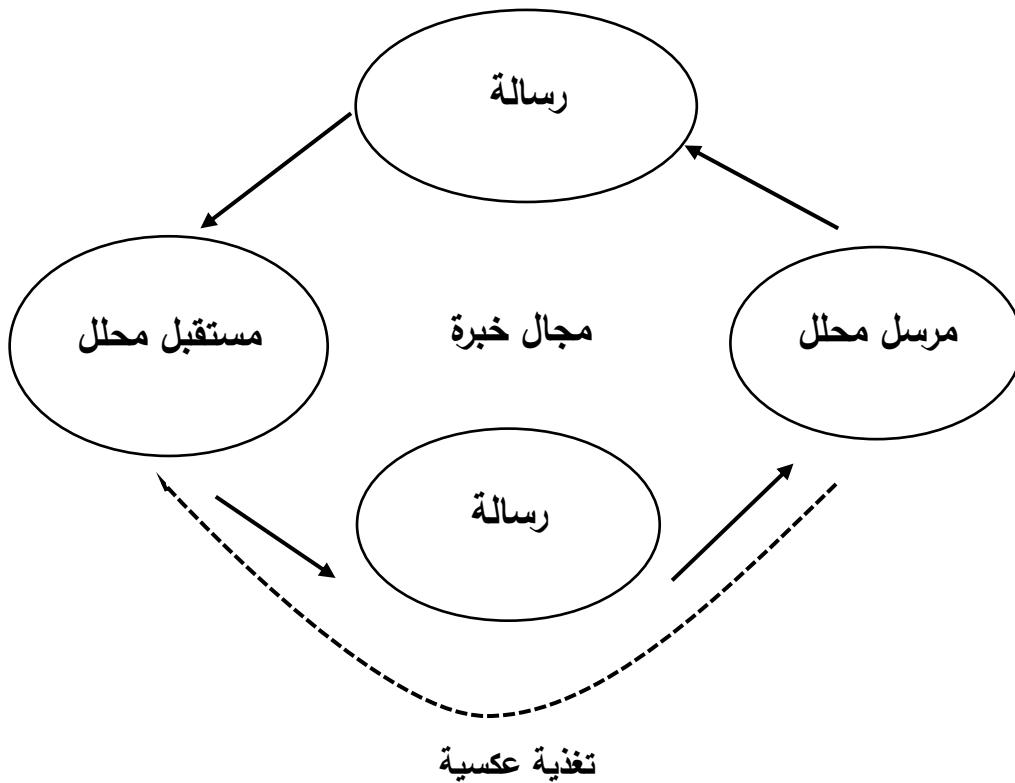 رسالة
مرسل محلل
مجال خبرة
مستقبل محلل
رسالة
تغذية عكسية